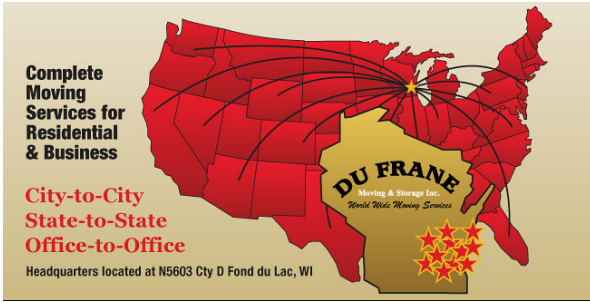 Complete
Moving
Services for
Residential
& Business
City-to-City
State-to-State
Office-to-Office
Headquarters located at N5603 Cty D Fond du Lac, WI
DU FRANE
Moving & Storage Inc.
World Wide Moving Services